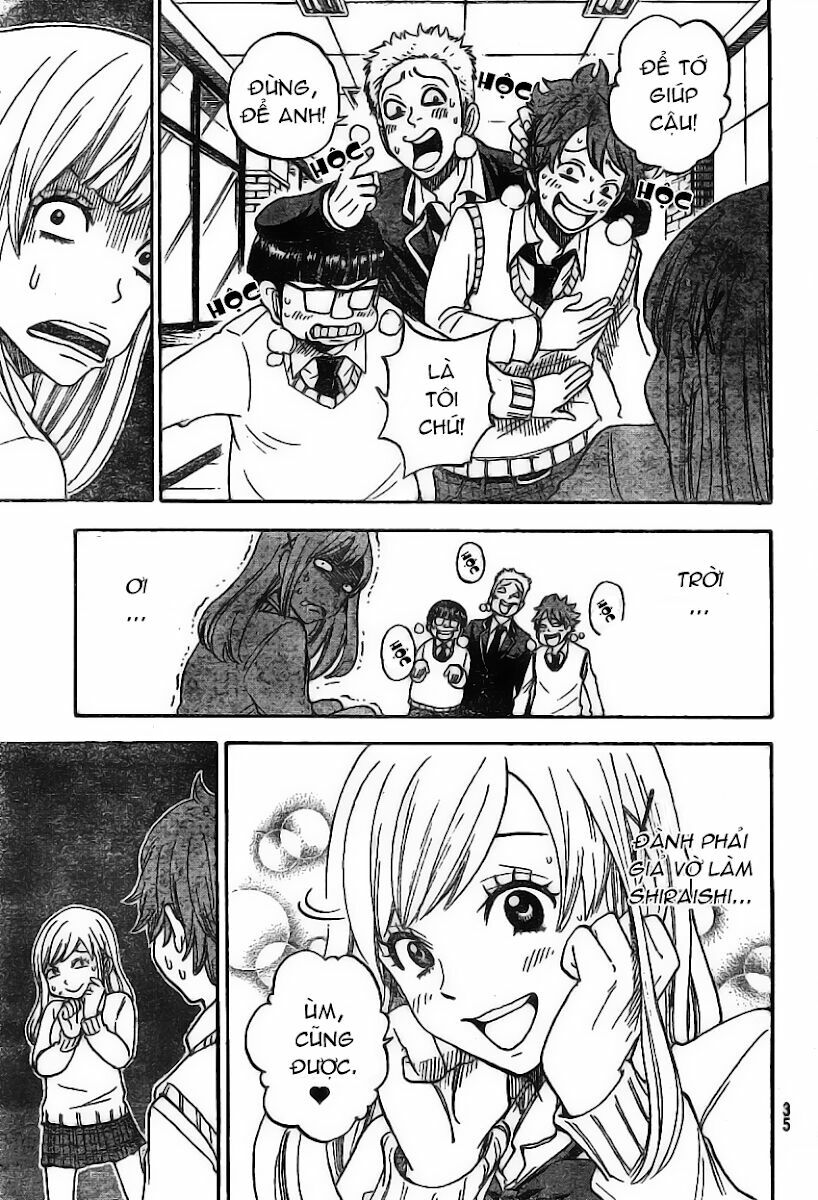 ĐỂ TỚ
GIÚP
CẬU!
HỘC
ĐỪNG,
ĐỂ ANH!
HỘC
HỘC
HỘC
LÀ
TÔI
CHỨ!
TRỜI
...
HỘC
HỘC
HỘC
ƠI
...
ĐÀNH PHẢI
GIẢ VỜ LÀM
SHIRAISHI...
ÙM,
CŨNG
ĐƯỢC.
♥
35